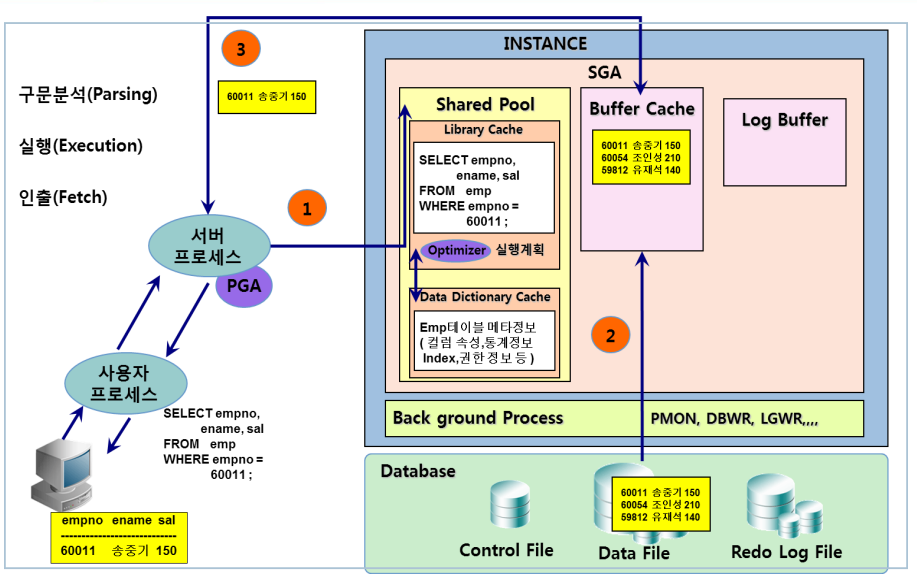 3
INSTANCE
SGA
구문분석(Parsing)
60011 송중기 150
Shared Pool
Buffer Cache
Log Buffer
Library Cache
실행(Execution)
SELECT empno,
ename, sal
FROM emp
WHERE empno =
60011 ;
60011 송중기 150
60054 조인성 210
59812 유재석 140
인출(Fetch)
1
서버
프로세스
Optimizer 실행계획
PGA
Data Dictionary Cache
Emp테이블 메타정보
( 컬럼 속성,통계정보
Index,권한 정보 등 )
2
사용자
프로세스
SELECT empno,
ename, sal
FROM emp
WHERE empno =
60011 ;
Back ground Process
PMON, DBWR, LGWR,,,,
Database
60011 송중기 150
60054 조인성 210
59812 유재석 140
empno ename sal
----------------------------
60011 송중기 150
Control File
Data File
Redo Log File